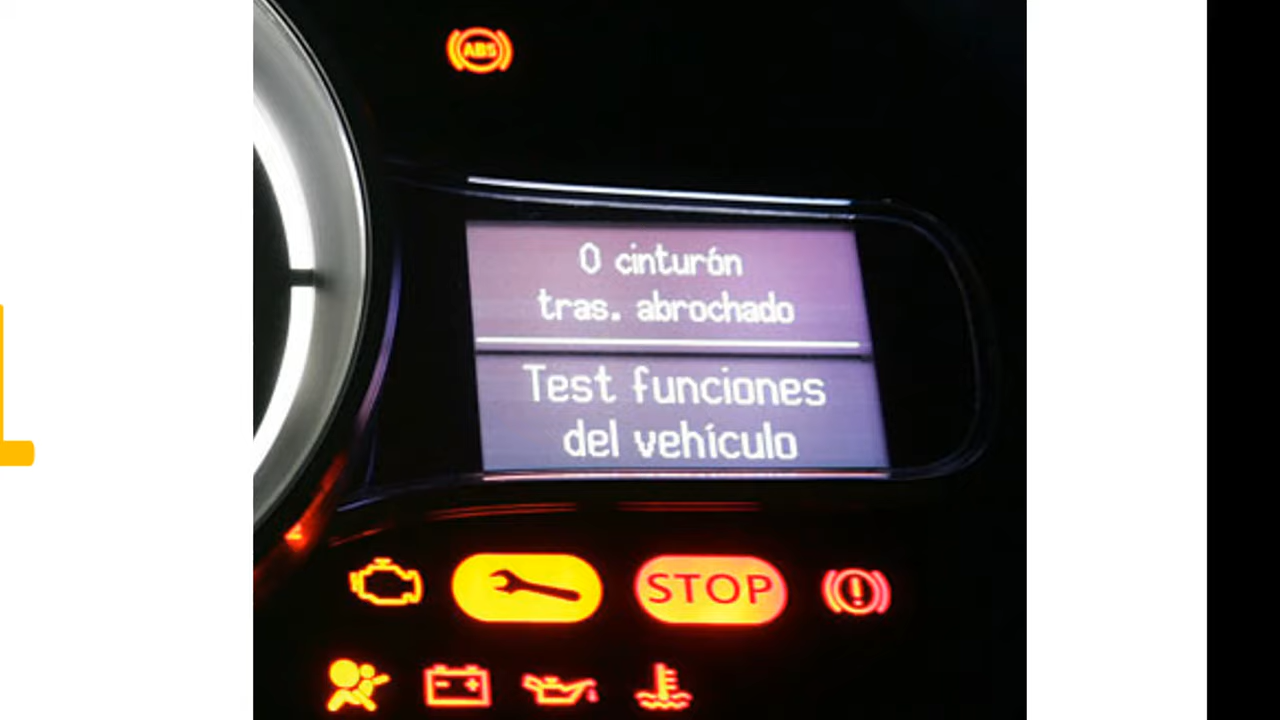 ABS
0 cinturón
tras. abrochado
Test funciones
del vehículo
STOP